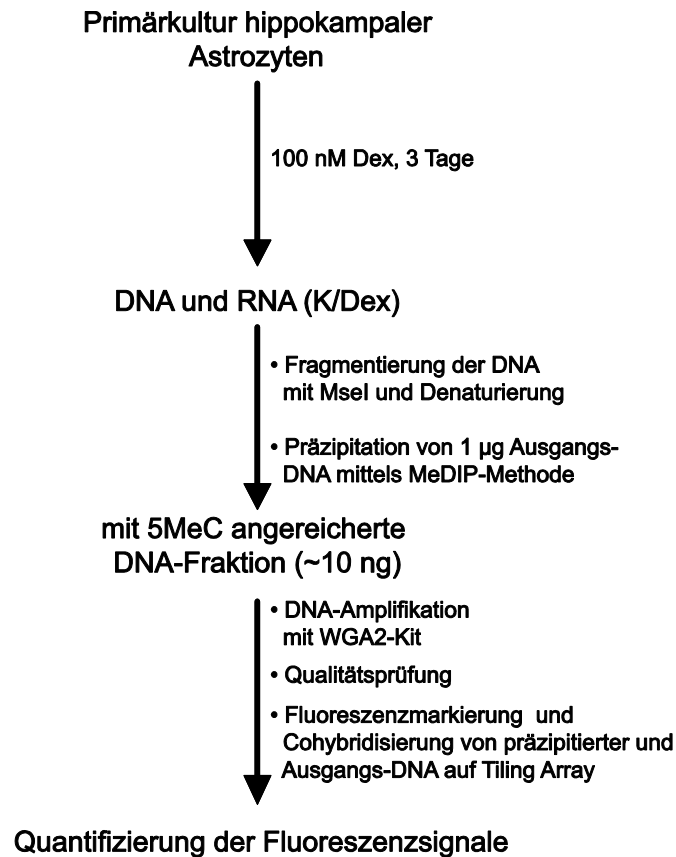 Primärkultur hippokampaler
Astrozyten
100 nM Dex, 3 Tage
DNA und RNA (K/Dex)
• Fragmentierung der DNA
mit MseI und Denaturierung
• Präzipitation von 1 µg Ausgangs-
DNA mittels MeDIP-Methode
mit 5MeC angereicherte
DNA-Fraktion (~10 ng)
• DNA-Amplifikation
mit WGA2-Kit
• Qualitätsprüfung
• Fluoreszenzmarkierung und
Cohybridisierung von präzipitierter und
Ausgangs-DNA auf Tiling Array
Quantifizierung der Fluoreszenzsignale